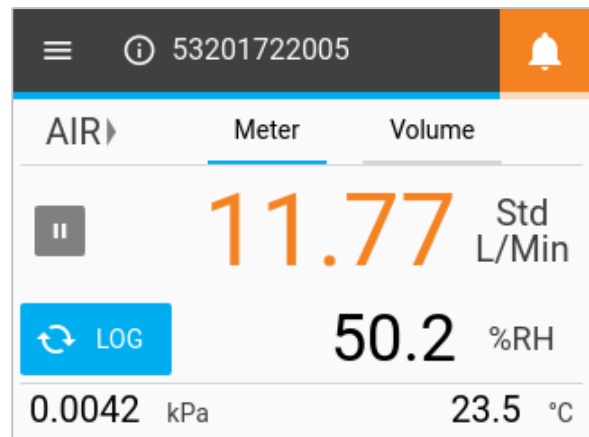 53201722005
AIR Meter Volume
11.77 Std L/Min
LOG 50.2 %RH
0.0042 kPa 23.5 °C